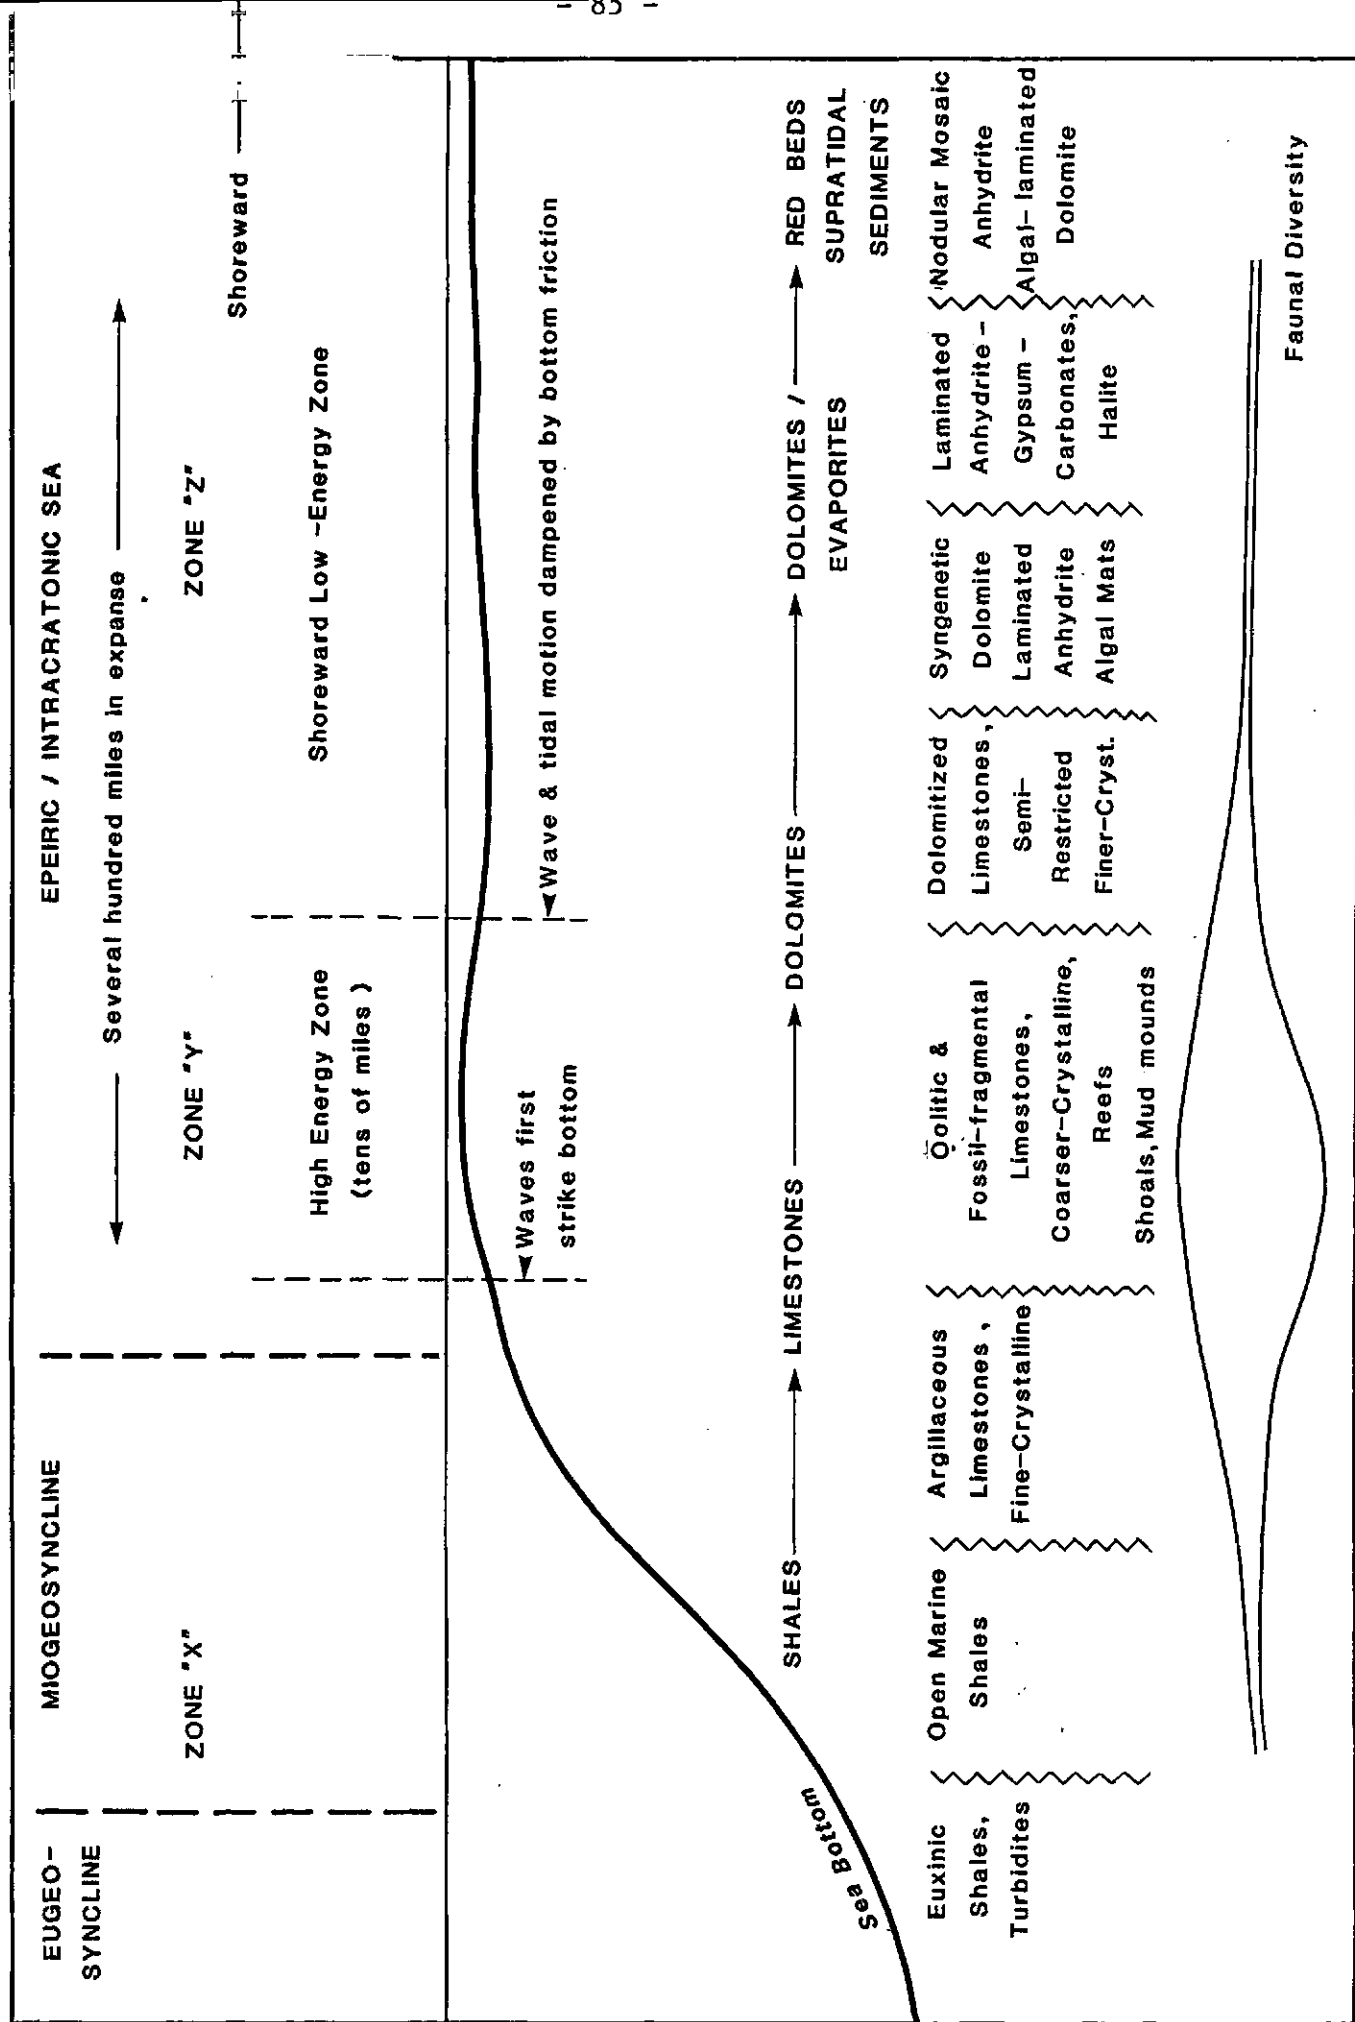 - 85 -
EUGEO-
SYNCLINE
MIOGEOSYNCLINE
EPEIRIC / INTRACRATONIC SEA
Several hundred miles in expanse
ZONE "X"
ZONE "Y"
ZONE "Z"
Shoreward
High Energy Zone
(tens of miles)
Shoreward Low-Energy Zone
Waves first
strike bottom
Wave & tidal motion dampened by bottom friction
Sea Bottom
SHALES
LIMESTONES
DOLOMITES
DOLOMITES /
EVAPORITES
RED BEDS
SUPRATIDAL
SEDIMENTS
Euxinic
Shales,
Turbidites
Open Marine
Shales
Argillaceous
Limestones,
Fine-Crystalline
Oolitic &
Fossil-fragmental
Limestones,
Coarser-Crystalline,
Reefs
Shoals, Mud mounds
Dolomitized
Limestones,
Semi-
Restricted
Finer-Cryst.
Syngenetic
Dolomite
Laminated
Anhydrite
Algal Mats
Laminated
Anhydrite-
Gypsum-
Carbonates,
Halite
Nodular Mosaic
Anhydrite
Algal-laminated
Dolomite
Faunal Diversity